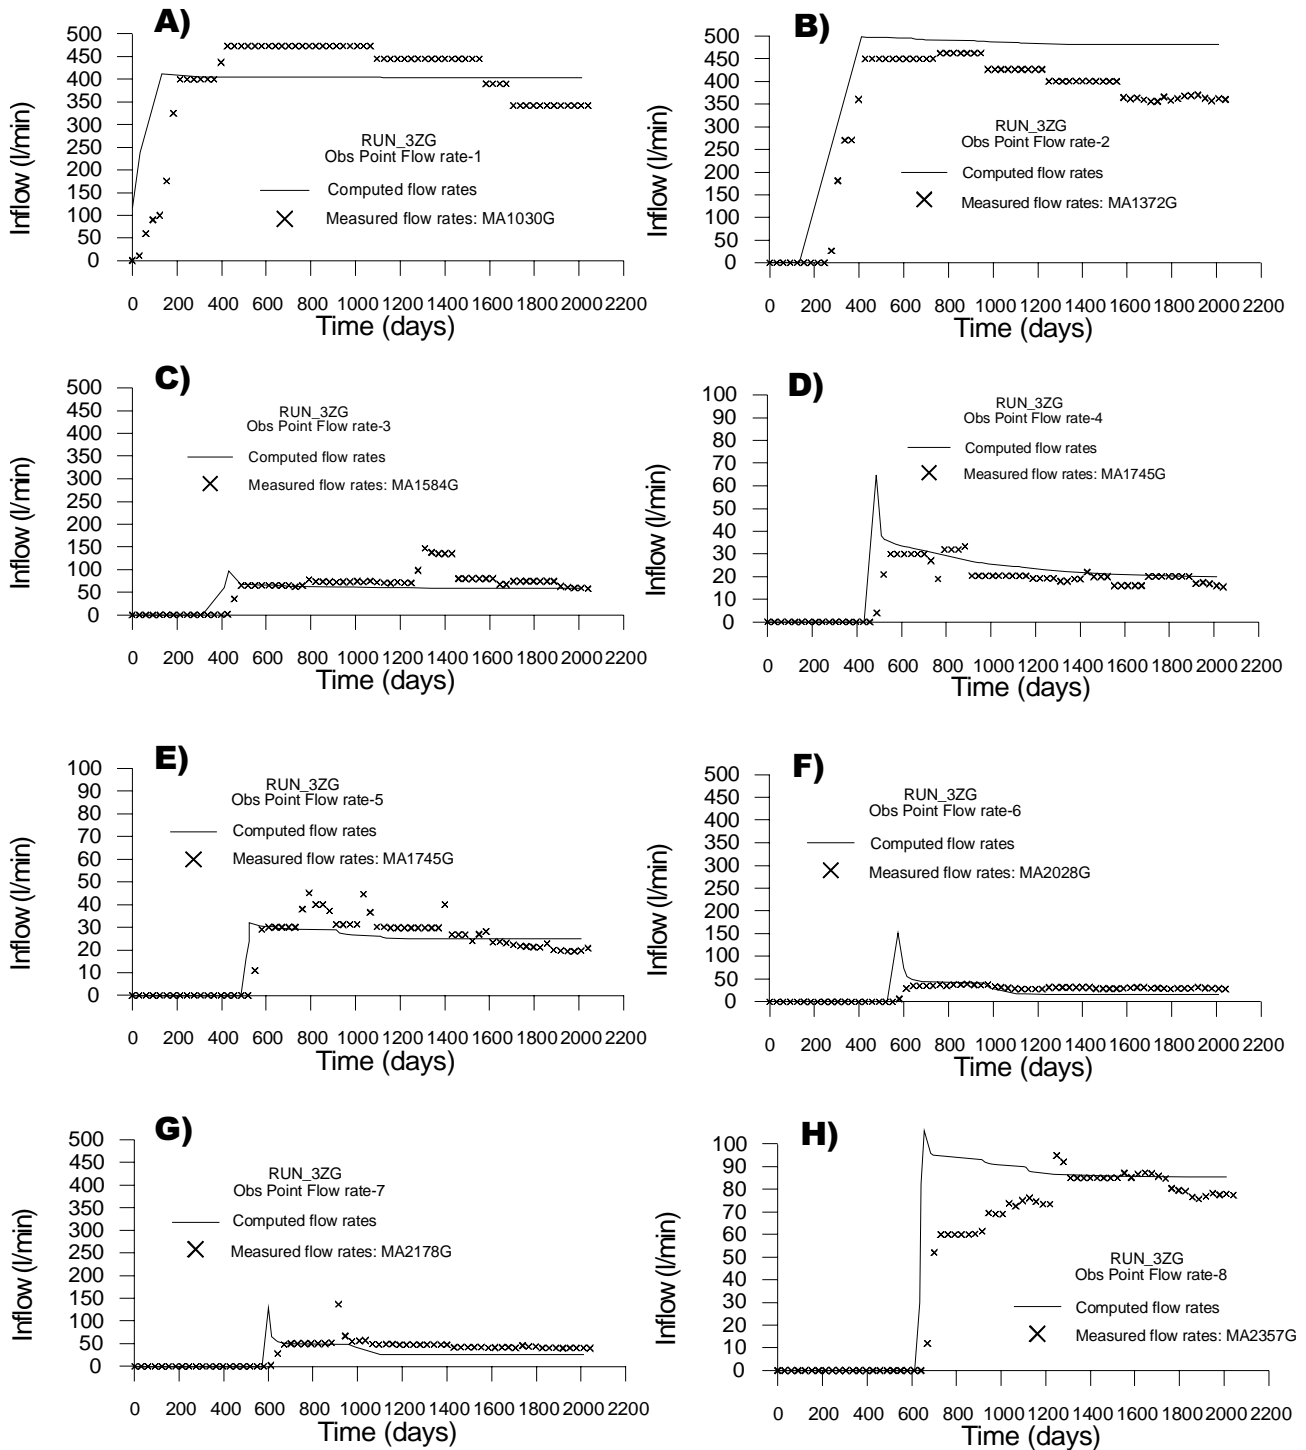 A)
500
450
400
350
300
250
200
150
100
50
0
Inflow (l/min)
RUN_3ZG
Obs Point Flow rate-1
Computed flow rates
Measured flow rates: MA1030G
0 200 400 600 800 1000 1200 1400 1600 1800 2000 2200
Time (days)
B)
500
450
400
350
300
250
200
150
100
50
0
Inflow (l/min)
RUN_3ZG
Obs Point Flow rate-2
Computed flow rates
Measured flow rates: MA1372G
0 200 400 600 800 1000 1200 1400 1600 1800 2000 2200
Time (days)
C)
500
450
400
350
300
250
200
150
100
50
0
Inflow (l/min)
RUN_3ZG
Obs Point Flow rate-3
Computed flow rates
Measured flow rates: MA1584G
0 200 400 600 800 1000 1200 1400 1600 1800 2000 2200
Time (days)
D)
100
90
80
70
60
50
40
30
20
10
0
Inflow (l/min)
RUN_3ZG
Obs Point Flow rate-4
Computed flow rates
Measured flow rates: MA1745G
0 200 400 600 800 1000 1200 1400 1600 1800 2000 2200
Time (days)
E)
100
90
80
70
60
50
40
30
20
10
0
Inflow (l/min)
RUN_3ZG
Obs Point Flow rate-5
Computed flow rates
Measured flow rates: MA1745G
0 200 400 600 800 1000 1200 1400 1600 1800 2000 2200
Time (days)
F)
500
450
400
350
300
250
200
150
100
50
0
Inflow (l/min)
RUN_3ZG
Obs Point Flow rate-6
Computed flow rates
Measured flow rates: MA2028G
0 200 400 600 800 1000 1200 1400 1600 1800 2000 2200
Time (days)
G)
500
450
400
350
300
250
200
150
100
50
0
Inflow (l/min)
RUN_3ZG
Obs Point Flow rate-7
Computed flow rates
Measured flow rates: MA2178G
0 200 400 600 800 1000 1200 1400 1600 1800 2000 2200
Time (days)
H)
100
90
80
70
60
50
40
30
20
10
0
Inflow (l/min)
RUN_3ZG
Obs Point Flow rate-8
Computed flow rates
Measured flow rates: MA2357G
0 200 400 600 800 1000 1200 1400 1600 1800 2000 2200
Time (days)